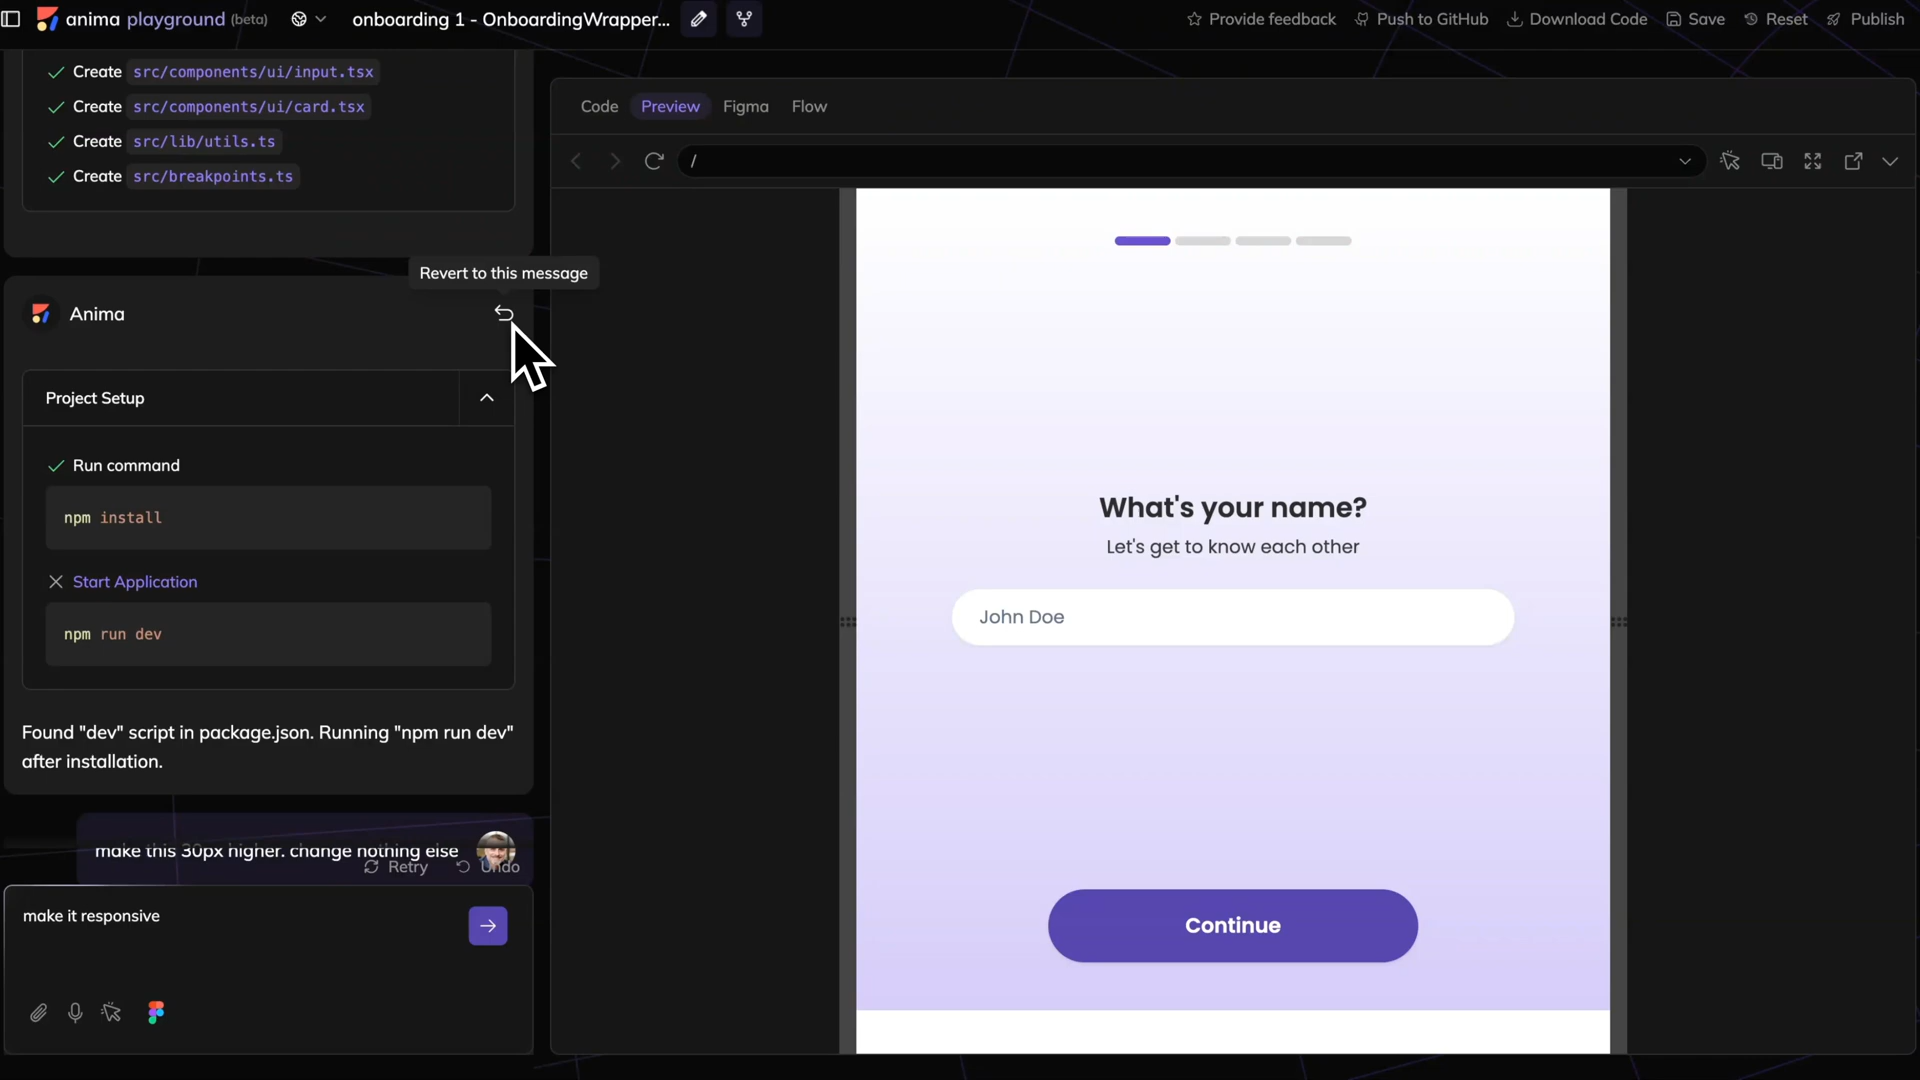 anima playground (beta)
onboarding 1 - OnboardingWrapper...
Provide feedback
Push to GitHub
Download Code
Save
Reset
Publish
Create src/components/ui/input.tsx
Create src/components/ui/card.tsx
Create src/lib/utils.ts
Create src/breakpoints.ts
Revert to this message
Anima
Project Setup
Run command
npm install
Start Application
npm run dev
Found "dev" script in package.json. Running "npm run dev"
after installation.
make this 30px higher. change nothing else
Retry
Undo
make it responsive
Code
Preview
Figma
Flow
/
What's your name?
Let's get to know each other
John Doe
Continue